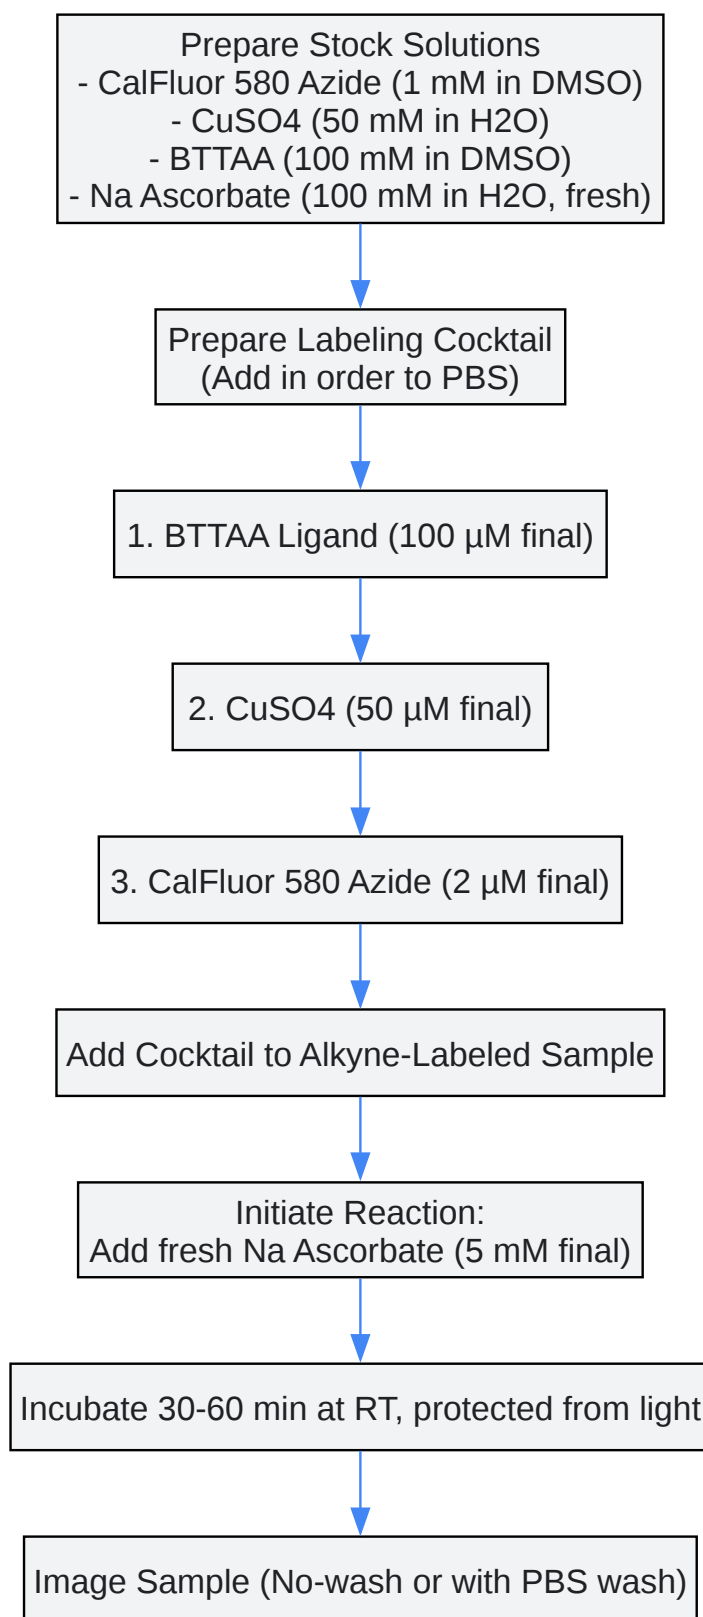 Prepare Stock Solutions
- CalFluor 580 Azide (1 mM in DMSO)
- CuSO4 (50 mM in H2O)
- BTTAA (100 mM in DMSO)
- Na Ascorbate (100 mM in H2O, fresh)
Prepare Labeling Cocktail
(Add in order to PBS)
1. BTTAA Ligand (100 µM final)
2. CuSO4 (50 µM final)
3. CalFluor 580 Azide (2 µM final)
Add Cocktail to Alkyne-Labeled Sample
Initiate Reaction:
Add fresh Na Ascorbate (5 mM final)
Incubate 30-60 min at RT, protected from light
Image Sample (No-wash or with PBS wash)